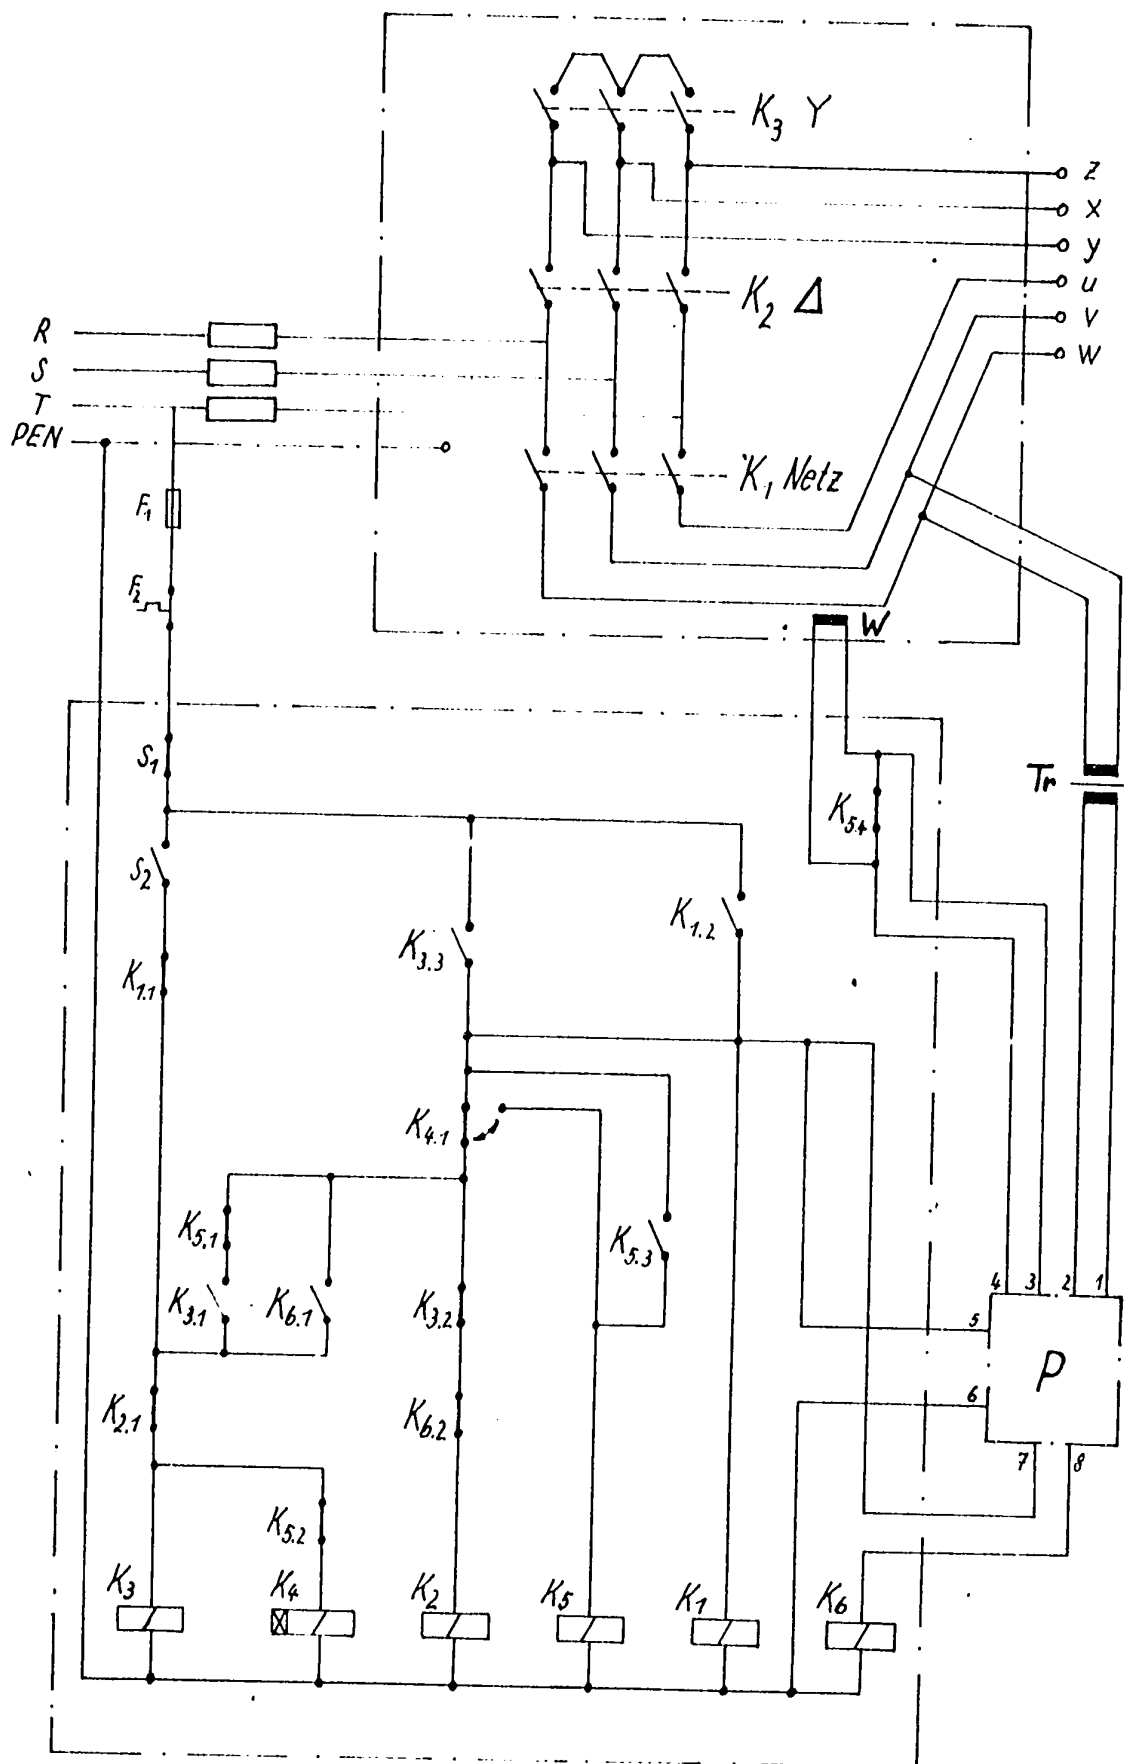 K3 Y
Z
X
y
u
V
W
K2 Δ
R
S
T
PEN
K1 Netz
F1
F2
W
S1
Tr
K5.4
S2
K1.2
K3.3
K1.1
K4.1
K5.1
K5.3
K3.1
K6.1
K3.2
4 3 2 1
5
P
6
K2.1
K6.2
7 8
K5.2
K3
K4
K2
K5
K1
K6